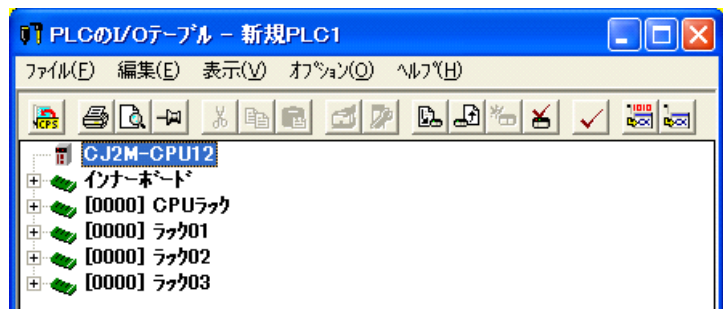 PLCのI/Oテーブル - 新規PLC1
ファイル(F) 編集(E) 表示(V) オプション(O) ヘルプ(H)
CPS
1010
CJ2M-CPU12
インナーボード
[0000] CPUラック
[0000] ラック01
[0000] ラック02
[0000] ラック03